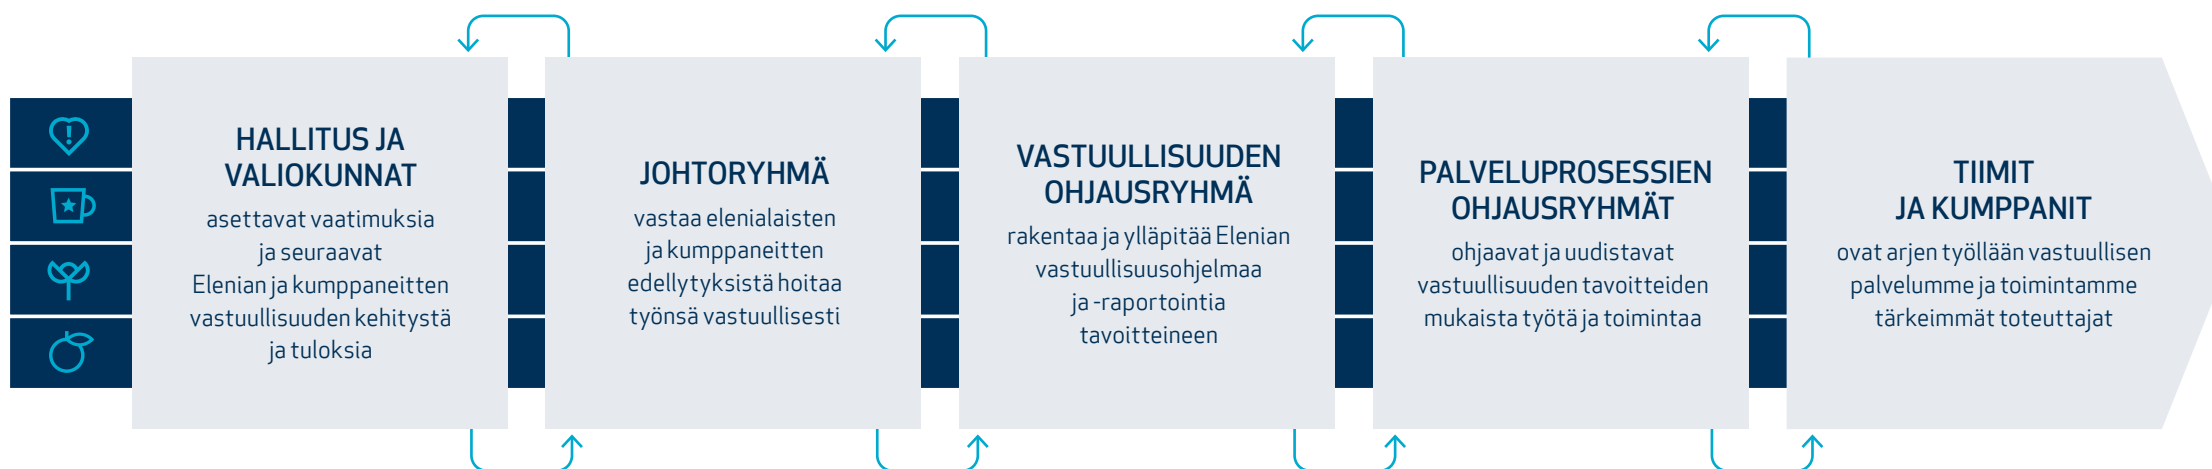 HALLITUS JA
VALIOKUNNAT
asettavat vaatimuksia
ja seuraavat
Elenian ja kumppaneitten
vastuullisuuden kehitystä
ja tuloksia
JOHTORYHMÄ
vastaa elenialaisten
ja kumppaneitten
edellytyksistä hoitaa
työnsä vastuullisesti
VASTUULLISUUDEN
OHJAUSRYHMÄ
rakentaa ja ylläpitää Elenian
vastuullisuusohjelmaa
ja -raportointia
tavoitteineen
PALVELUPROSESSIEN
OHJAUSRYHMÄT
ohjaavat ja uudistavat
vastuullisuuden tavoitteiden
mukaista työtä ja toimintaa
TIIMIT
JA KUMPPANIT
ovat arjen työllään vastuullisen
palvelumme ja toimintamme
tärkeimmät toteuttajat